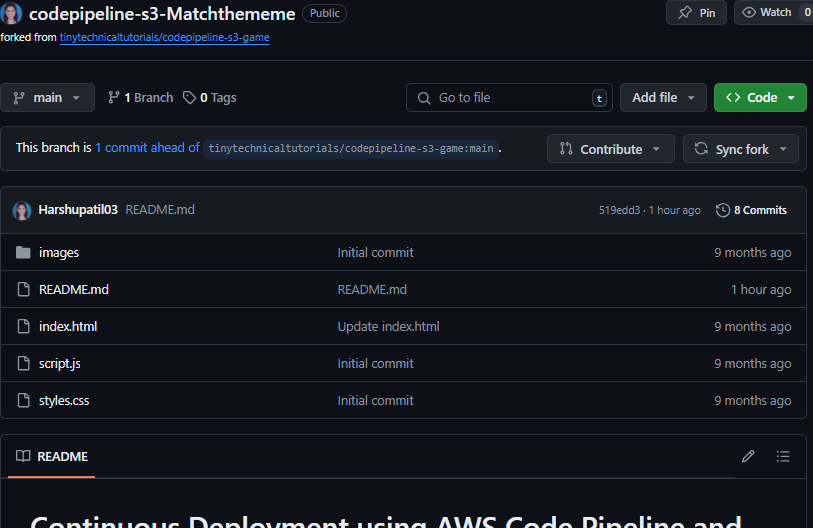 codepipeline-s3-Matchthememe Public Pin Watch 0
forked from tinytechnicaltutorials/codepipeline-s3-game
main 1 Branch 0 Tags Go to file t Add file Code
This branch is 1 commit ahead of tinytechnicaltutorials/codepipeline-s3-game:main . Contribute Sync fork
Harshupatil03 README.md 519edd3 · 1 hour ago 8 Commits
images Initial commit 9 months ago
README.md README.md 1 hour ago
index.html Update index.html 9 months ago
script.js Initial commit 9 months ago
styles.css Initial commit 9 months ago
README
Continuous Deployment using AWS Code Pipeline and